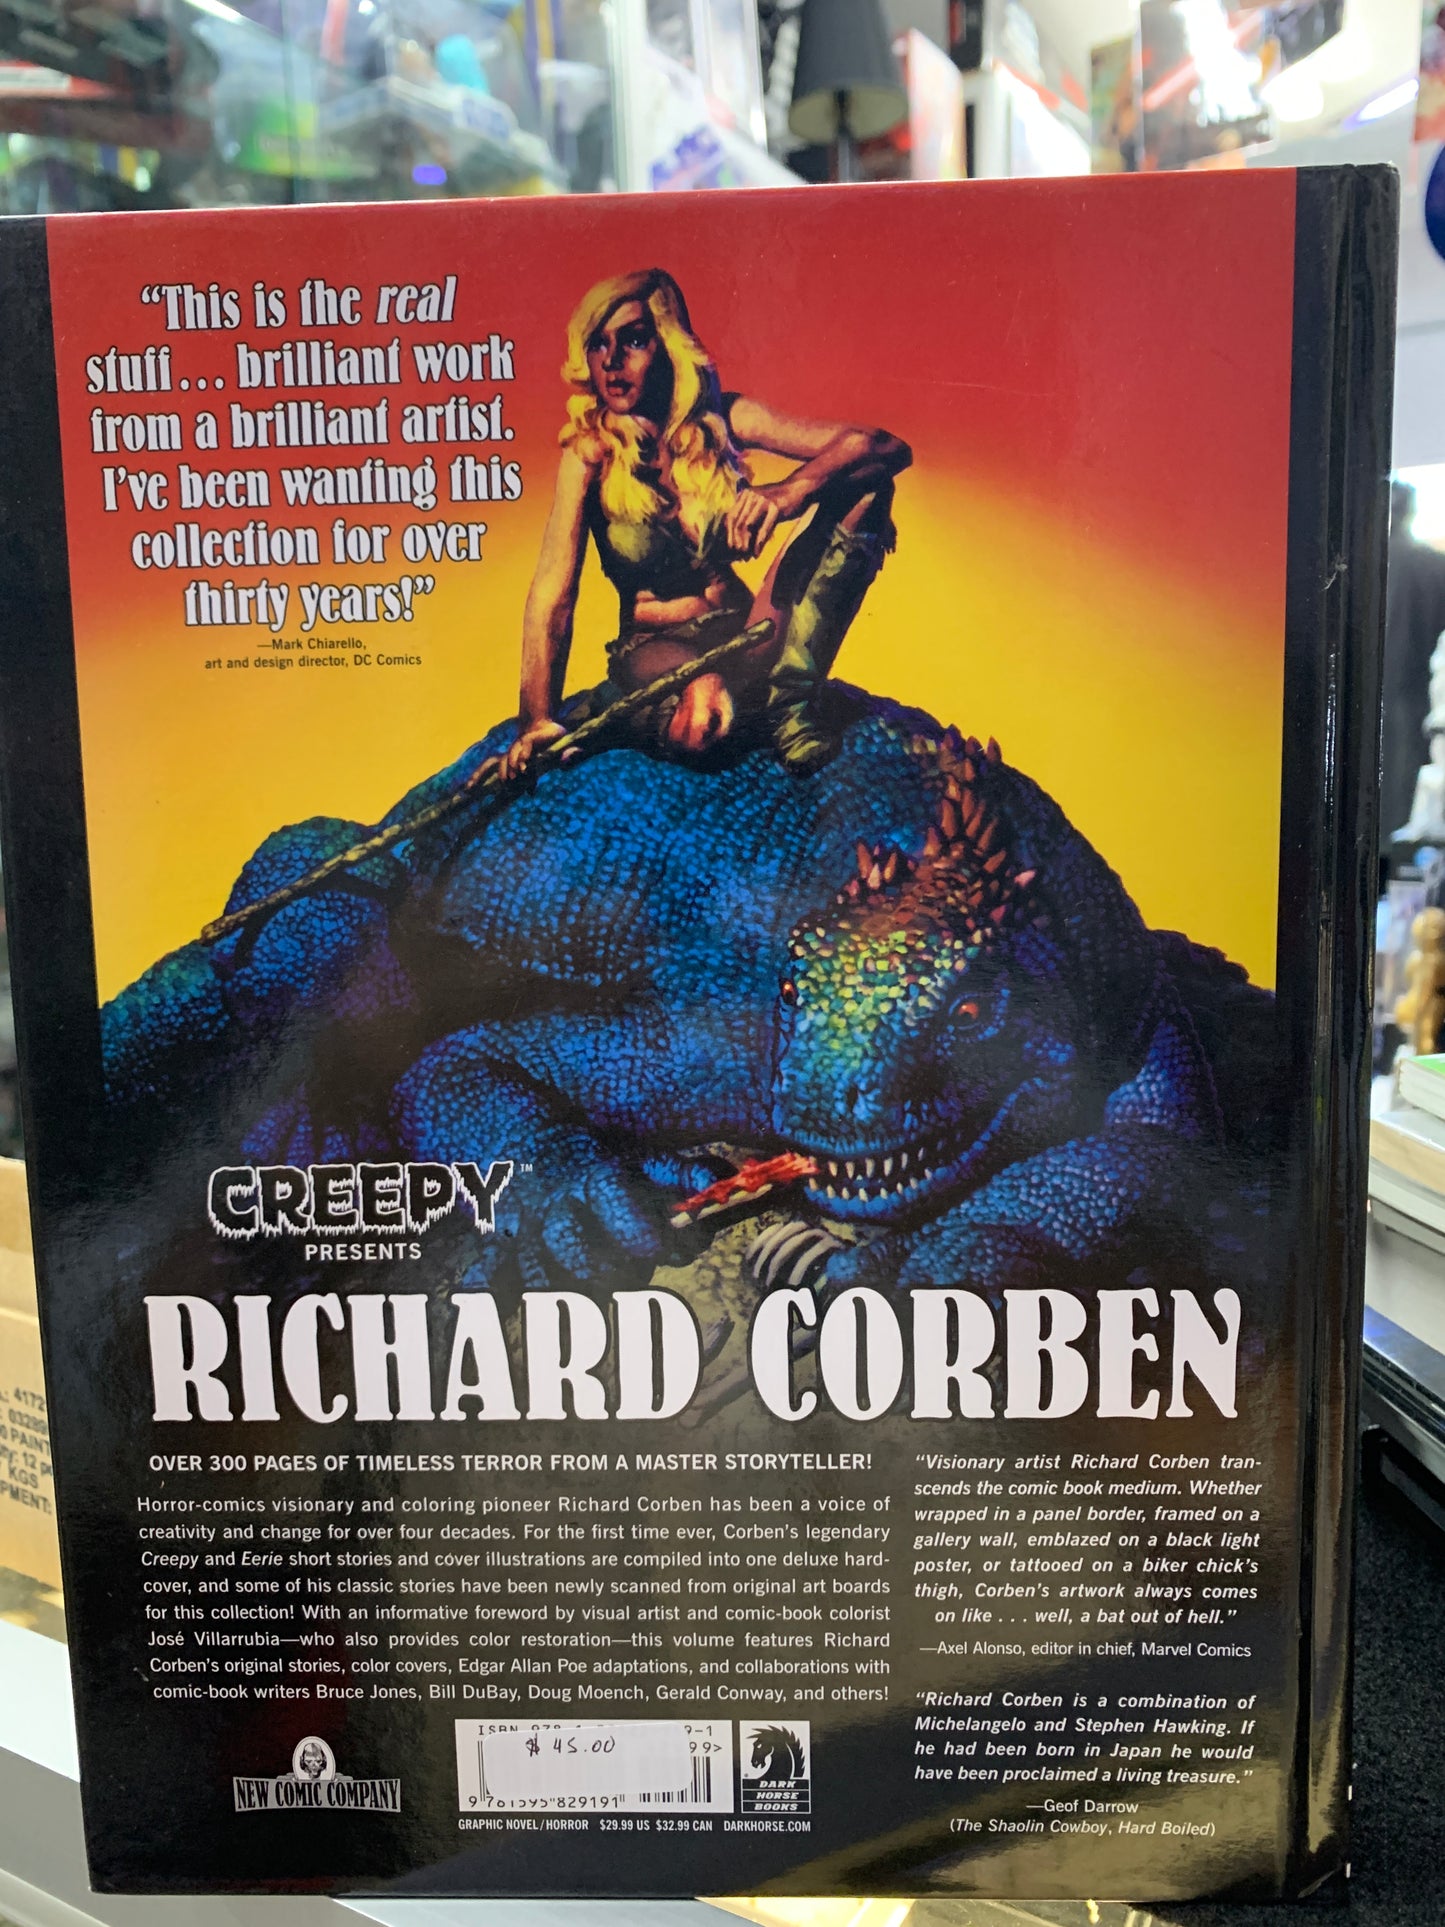 “This is the real
stuff... brilliant work
from a brilliant artist.
I’ve been wanting this
collection for over
thirty years!”
—Mark Chiarello,
art and design director, DC Comics
CREEPY™
PRESENTS
RICHARD CORBEN
OVER 300 PAGES OF TIMELESS TERROR FROM A MASTER STORYTELLER!
Horror-comics visionary and coloring pioneer Richard Corben has been a voice of
creativity and change for over four decades. For the first time ever, Corben’s legendary
Creepy and Eerie short stories and cover illustrations are compiled into one deluxe hard-
cover, and some of his classic stories have been newly scanned from original art boards
for this collection! With an informative foreword by visual artist and comic-book colorist
José Villarrubia—who also provides color restoration—this volume features Richard
Corben’s original stories, color covers, Edgar Allan Poe adaptations, and collaborations with
comic-book writers Bruce Jones, Bill DuBay, Doug Moench, Gerald Conway, and others!
“Visionary artist Richard Corben tran-
scends the comic book medium. Whether
wrapped in a panel border, framed on a
gallery wall, emblazed on a black light
poster, or tattooed on a biker chick’s
thigh, Corben’s artwork always comes
on like . . . well, a bat out of hell.”
—Axel Alonso, editor in chief, Marvel Comics
“Richard Corben is a combination of
Michelangelo and Stephen Hawking. If
he had been born in Japan he would
have been proclaimed a living treasure.”
—Geof Darrow
(The Shaolin Cowboy, Hard Boiled)
NEW COMIC COMPANY
ISBN
$ 45.00
99>
9 781595 829191
DARK
HORSE
BOOKS
GRAPHIC NOVEL/HORROR $29.99 US $32.99 CAN DARKHORSE.COM
4172
PAINT
KGS